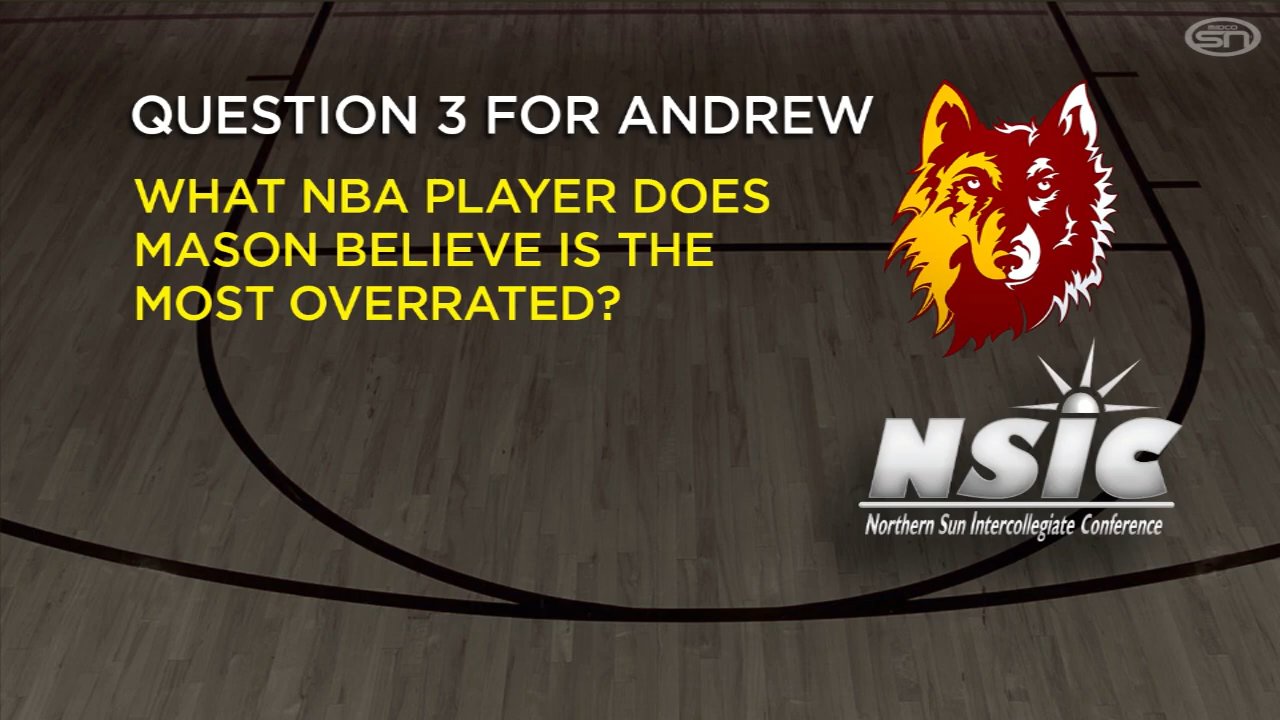 MIDCO
SN
QUESTION 3 FOR ANDREW
WHAT NBA PLAYER DOES
MASON BELIEVE IS THE
MOST OVERRATED?
NSIC
Northern Sun Intercollegiate Conference